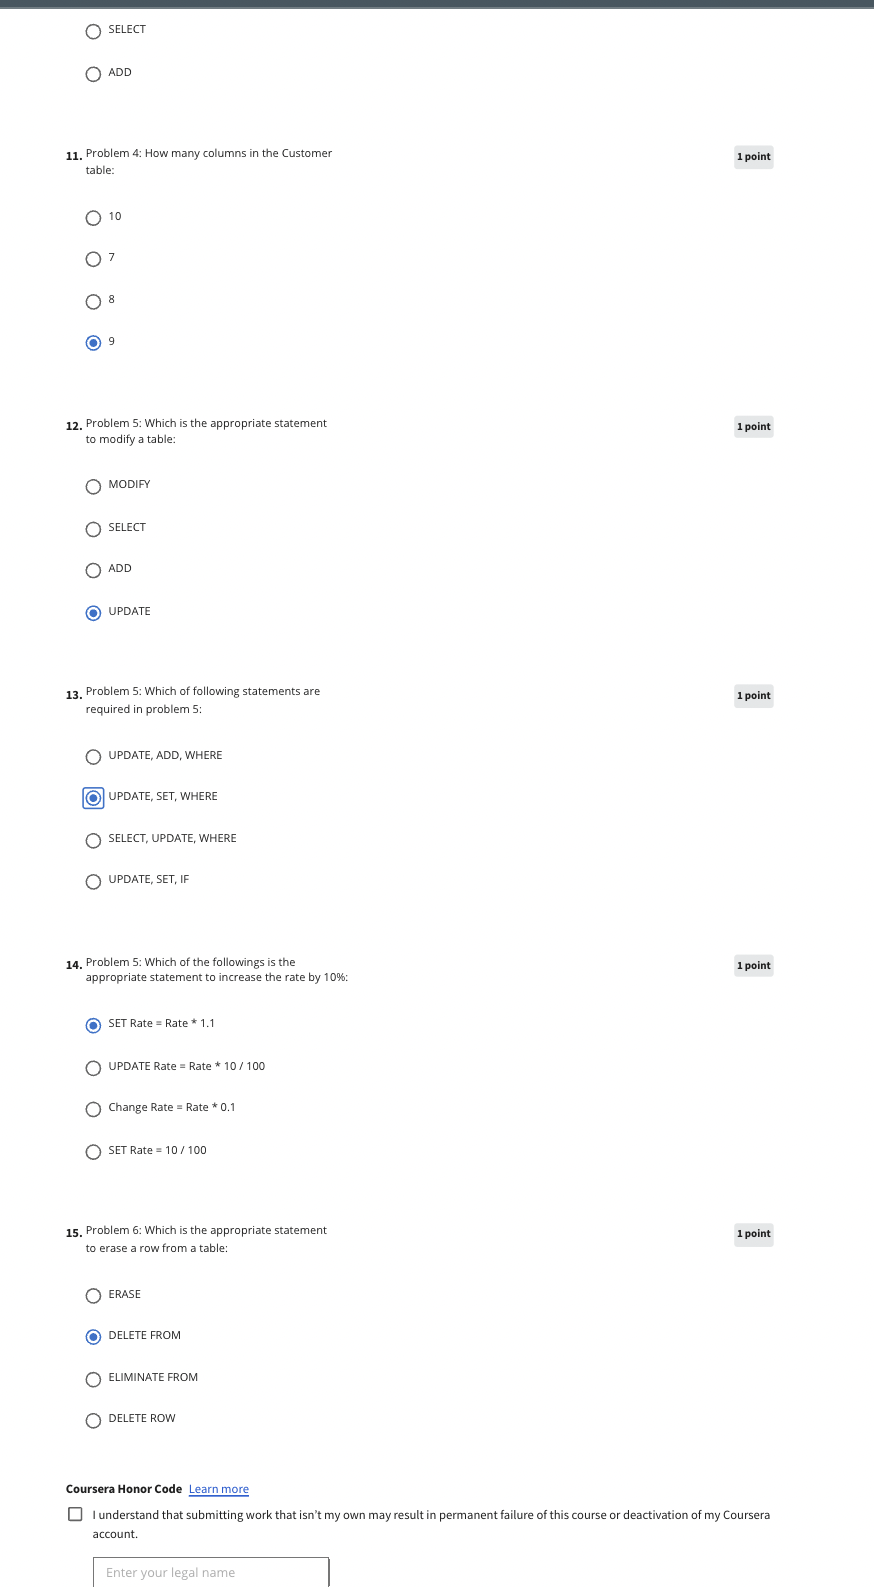 SELECT
ADD
11. Problem 4: How many columns in the Customer
table:
1 point
10
7
8
9
12. Problem 5: Which is the appropriate statement
to modify a table:
1 point
MODIFY
SELECT
ADD
UPDATE
13. Problem 5: Which of following statements are
required in problem 5:
1 point
UPDATE, ADD, WHERE
UPDATE, SET, WHERE
SELECT, UPDATE, WHERE
UPDATE, SET, IF
14. Problem 5: Which of the followings is the
appropriate statement to increase the rate by 10%:
1 point
SET Rate = Rate * 1.1
UPDATE Rate = Rate * 10 / 100
Change Rate = Rate * 0.1
SET Rate = 10 / 100
15. Problem 6: Which is the appropriate statement
to erase a row from a table:
1 point
ERASE
DELETE FROM
ELIMINATE FROM
DELETE ROW
Coursera Honor Code Learn more
I understand that submitting work that isn't my own may result in permanent failure of this course or deactivation of my Coursera
account.
Enter your legal name